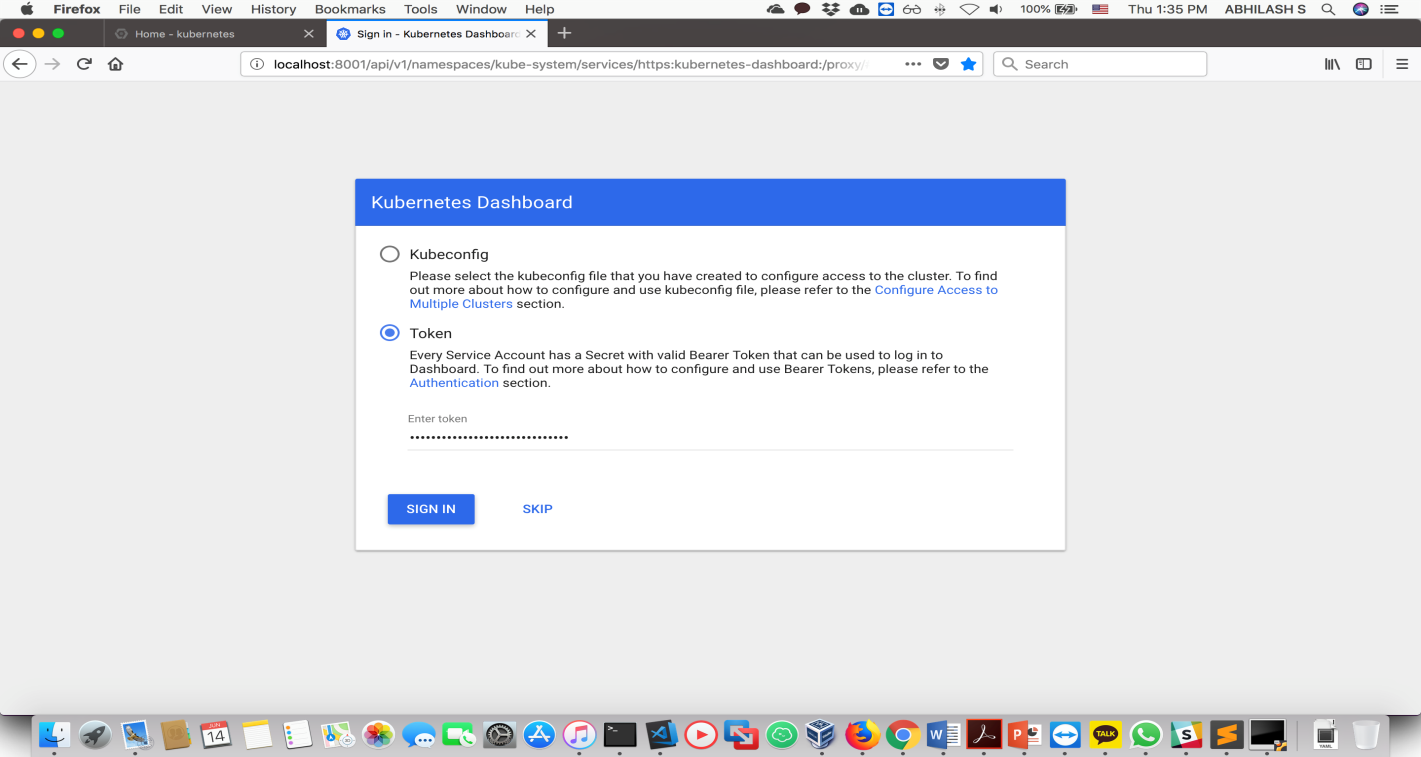 Firefox File Edit View History Bookmarks Tools Window Help 100% Thu 1:35 PM ABHILASH S
Home - kubernetes Sign in - Kubernetes Dashboard
localhost:8001/api/v1/namespaces/kube-system/services/https:kubernetes-dashboard:/proxy/ Search
Kubernetes Dashboard
Kubeconfig
Please select the kubeconfig file that you have created to configure access to the cluster. To find
out more about how to configure and use kubeconfig file, please refer to the Configure Access to
Multiple Clusters section.
Token
Every Service Account has a Secret with valid Bearer Token that can be used to log in to
Dashboard. To find out more about how to configure and use Bearer Tokens, please refer to the
Authentication section.
Enter token
••••••••••••••••••••••••••••••
SIGN IN SKIP
JUN
14
TALK
YAML